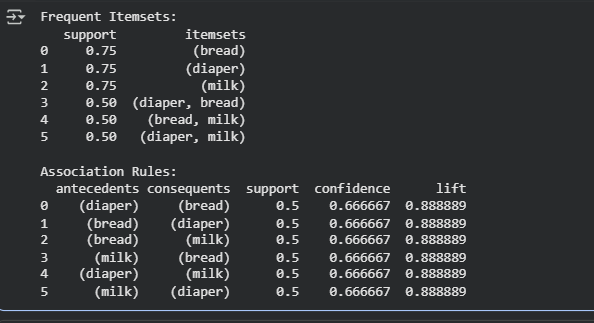 Frequent Itemsets:
support itemsets
0 0.75 (bread)
1 0.75 (diaper)
2 0.75 (milk)
3 0.50 (diaper, bread)
4 0.50 (bread, milk)
5 0.50 (diaper, milk)
Association Rules:
antecedents consequents support confidence lift
0 (diaper) (bread) 0.5 0.666667 0.888889
1 (bread) (diaper) 0.5 0.666667 0.888889
2 (bread) (milk) 0.5 0.666667 0.888889
3 (milk) (bread) 0.5 0.666667 0.888889
4 (diaper) (milk) 0.5 0.666667 0.888889
5 (milk) (diaper) 0.5 0.666667 0.888889